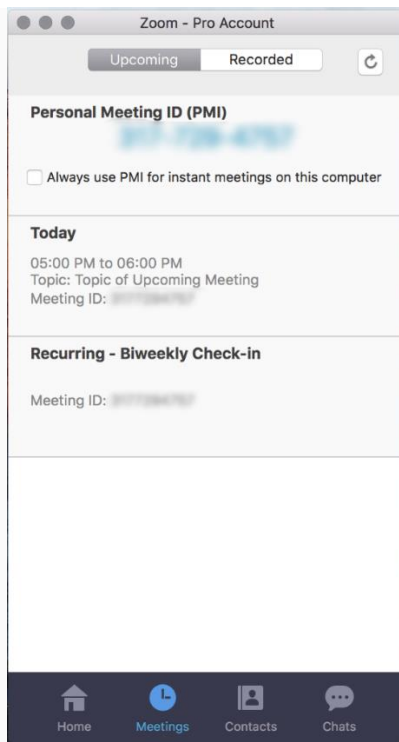 Zoom - Pro Account
Upcoming Recorded
Personal Meeting ID (PMI)
Always use PMI for instant meetings on this computer
Today
05:00 PM to 06:00 PM
Topic: Topic of Upcoming Meeting
Meeting ID:
Recurring - Biweekly Check-in
Meeting ID:
Home Meetings Contacts Chats